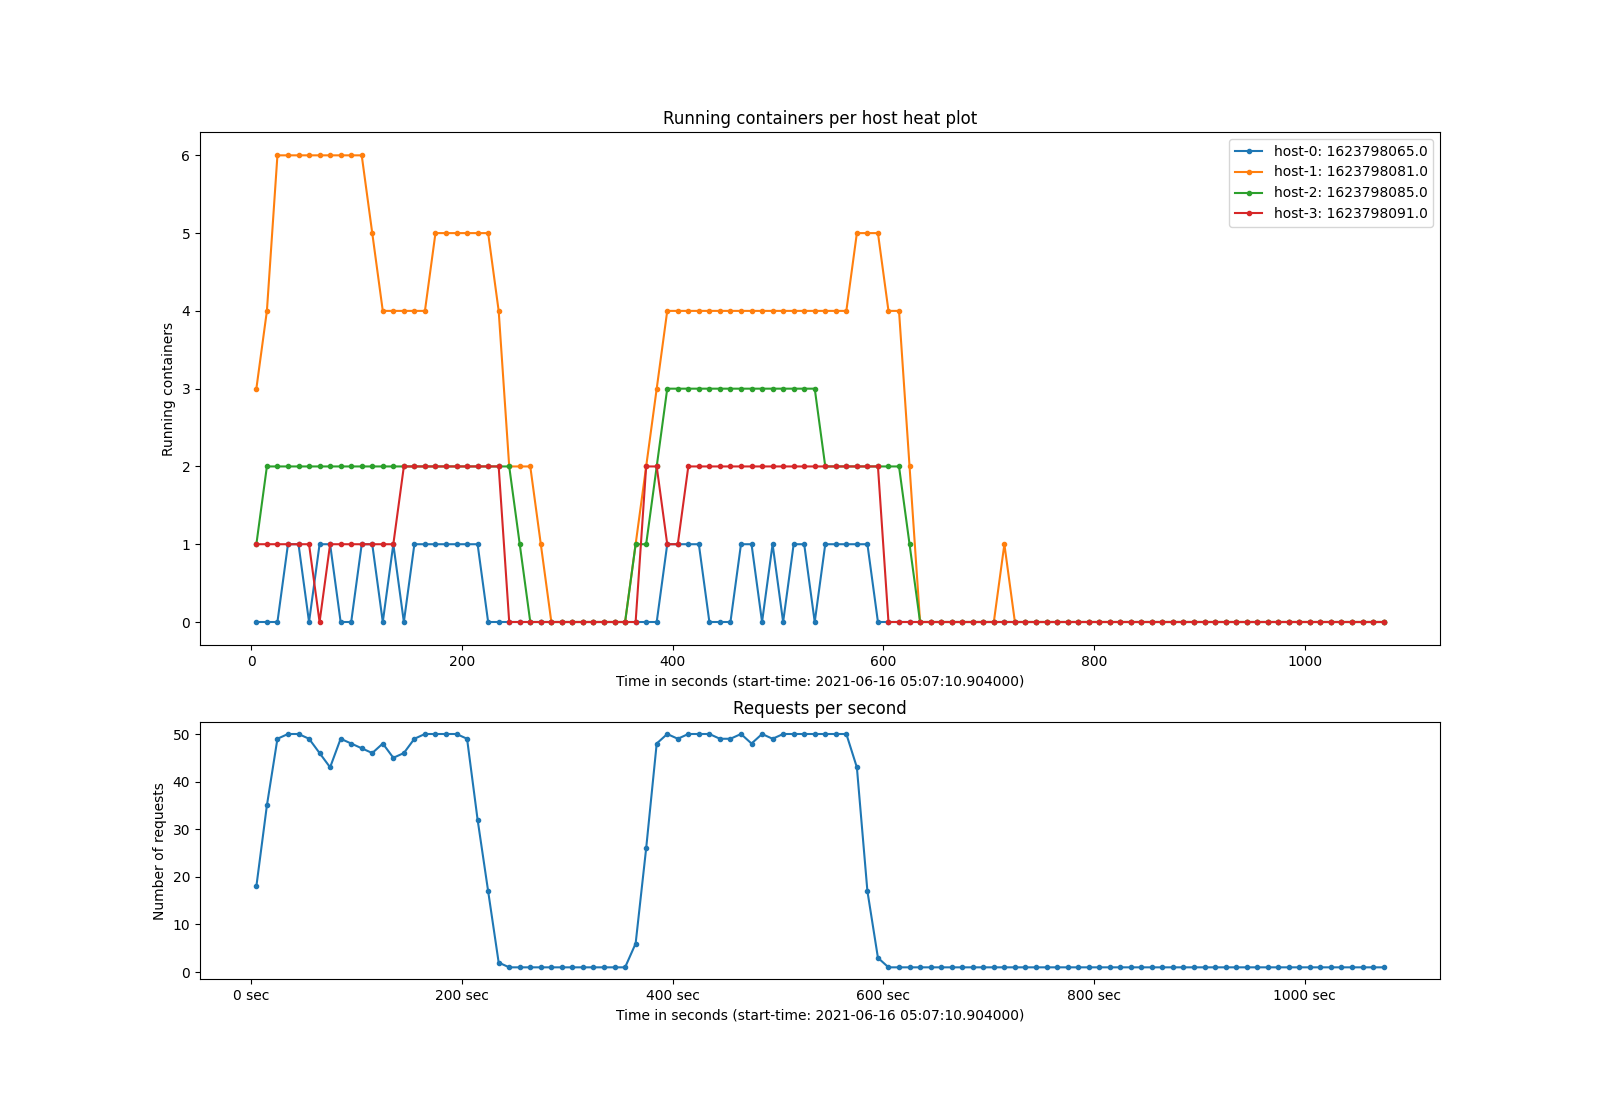 Running containers per host heat plot
6
5
4
3
2
1
0
Running containers
host-0: 1623798065.0
host-1: 1623798081.0
host-2: 1623798085.0
host-3: 1623798091.0
0 200 400 600 800 1000
Time in seconds (start-time: 2021-06-16 05:07:10.904000)
Requests per second
50
40
30
20
10
0
Number of requests
0 sec 200 sec 400 sec 600 sec 800 sec 1000 sec
Time in seconds (start-time: 2021-06-16 05:07:10.904000)